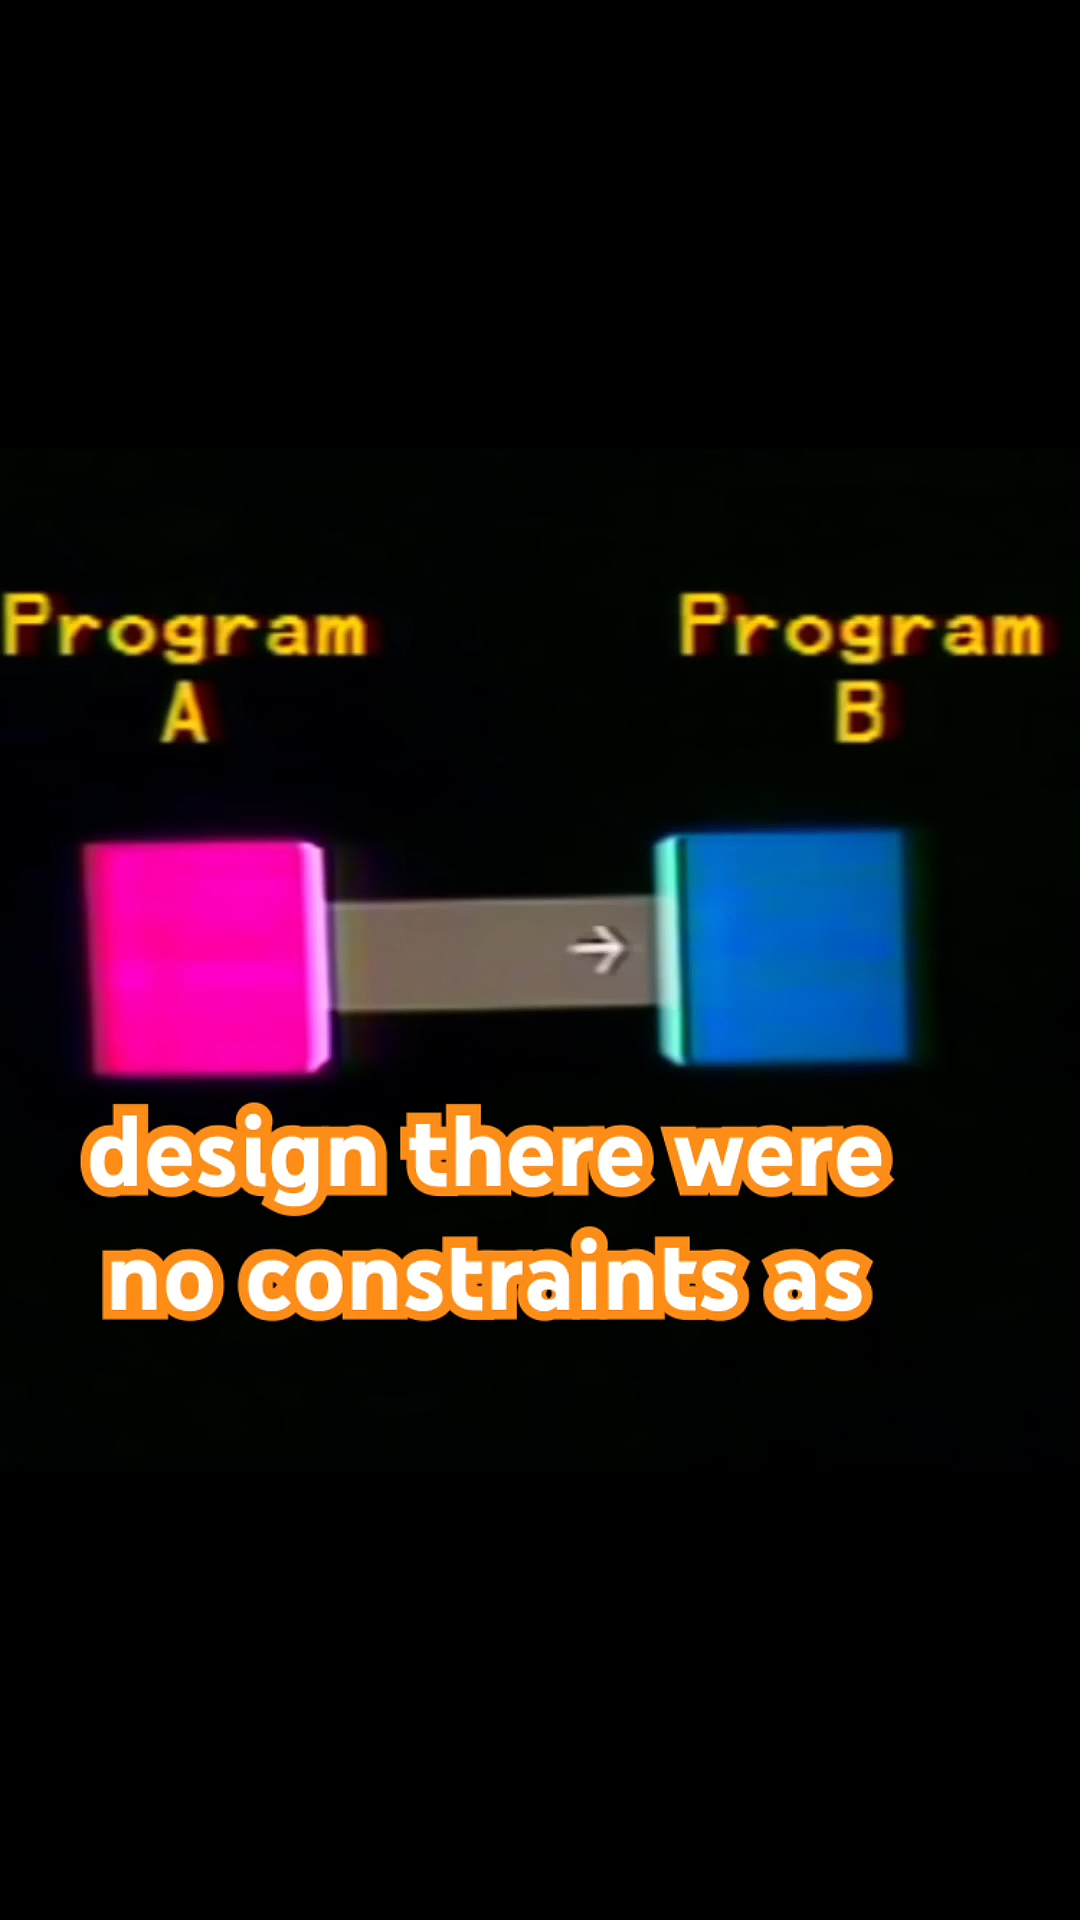 Program
Program
A
B
→
design there were
no constraints as